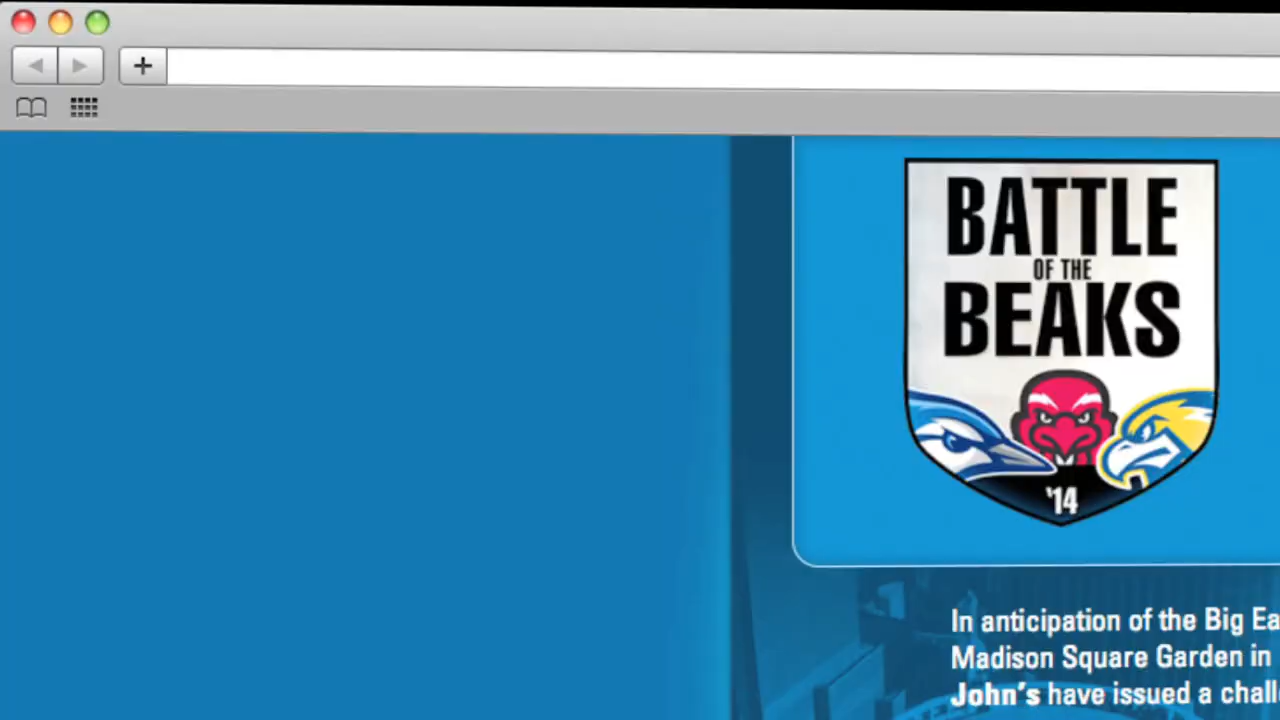 BATTLE
OF THE
BEAKS
'14
In anticipation of the Big Ea
Madison Square Garden in
John's have issued a chall